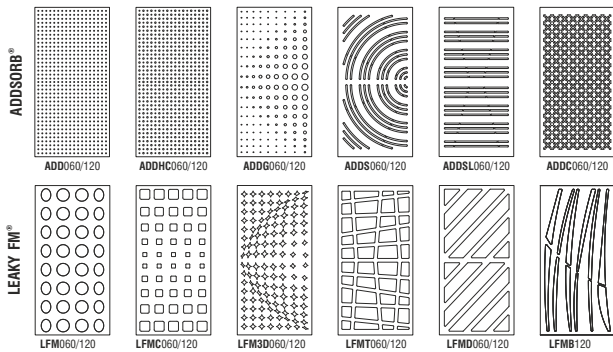 ADDSORB®
ADD060/120 ADDHC060/120 ADDG060/120 ADDS060/120 ADDSL060/120 ADDC060/120
LEAKY FM®
LFM060/120 LFMC060/120 LFM3D060/120 LFMT060/120 LFMD060/120 LFMB120